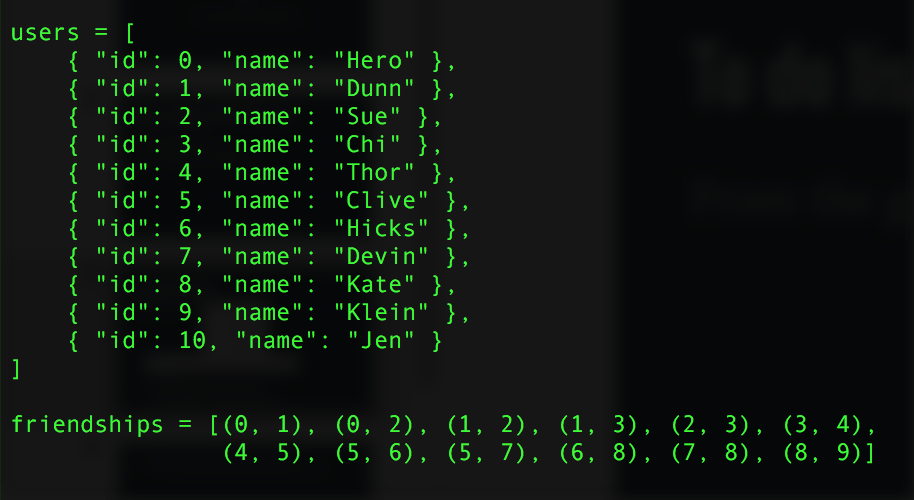 users = [
    { "id": 0, "name": "Hero" },
    { "id": 1, "name": "Dunn" },
    { "id": 2, "name": "Sue" },
    { "id": 3, "name": "Chi" },
    { "id": 4, "name": "Thor" },
    { "id": 5, "name": "Clive" },
    { "id": 6, "name": "Hicks" },
    { "id": 7, "name": "Devin" },
    { "id": 8, "name": "Kate" },
    { "id": 9, "name": "Klein" },
    { "id": 10, "name": "Jen" }
]
friendships = [(0, 1), (0, 2), (1, 2), (1, 3), (2, 3), (3, 4),
               (4, 5), (5, 6), (5, 7), (6, 8), (7, 8), (8, 9)]